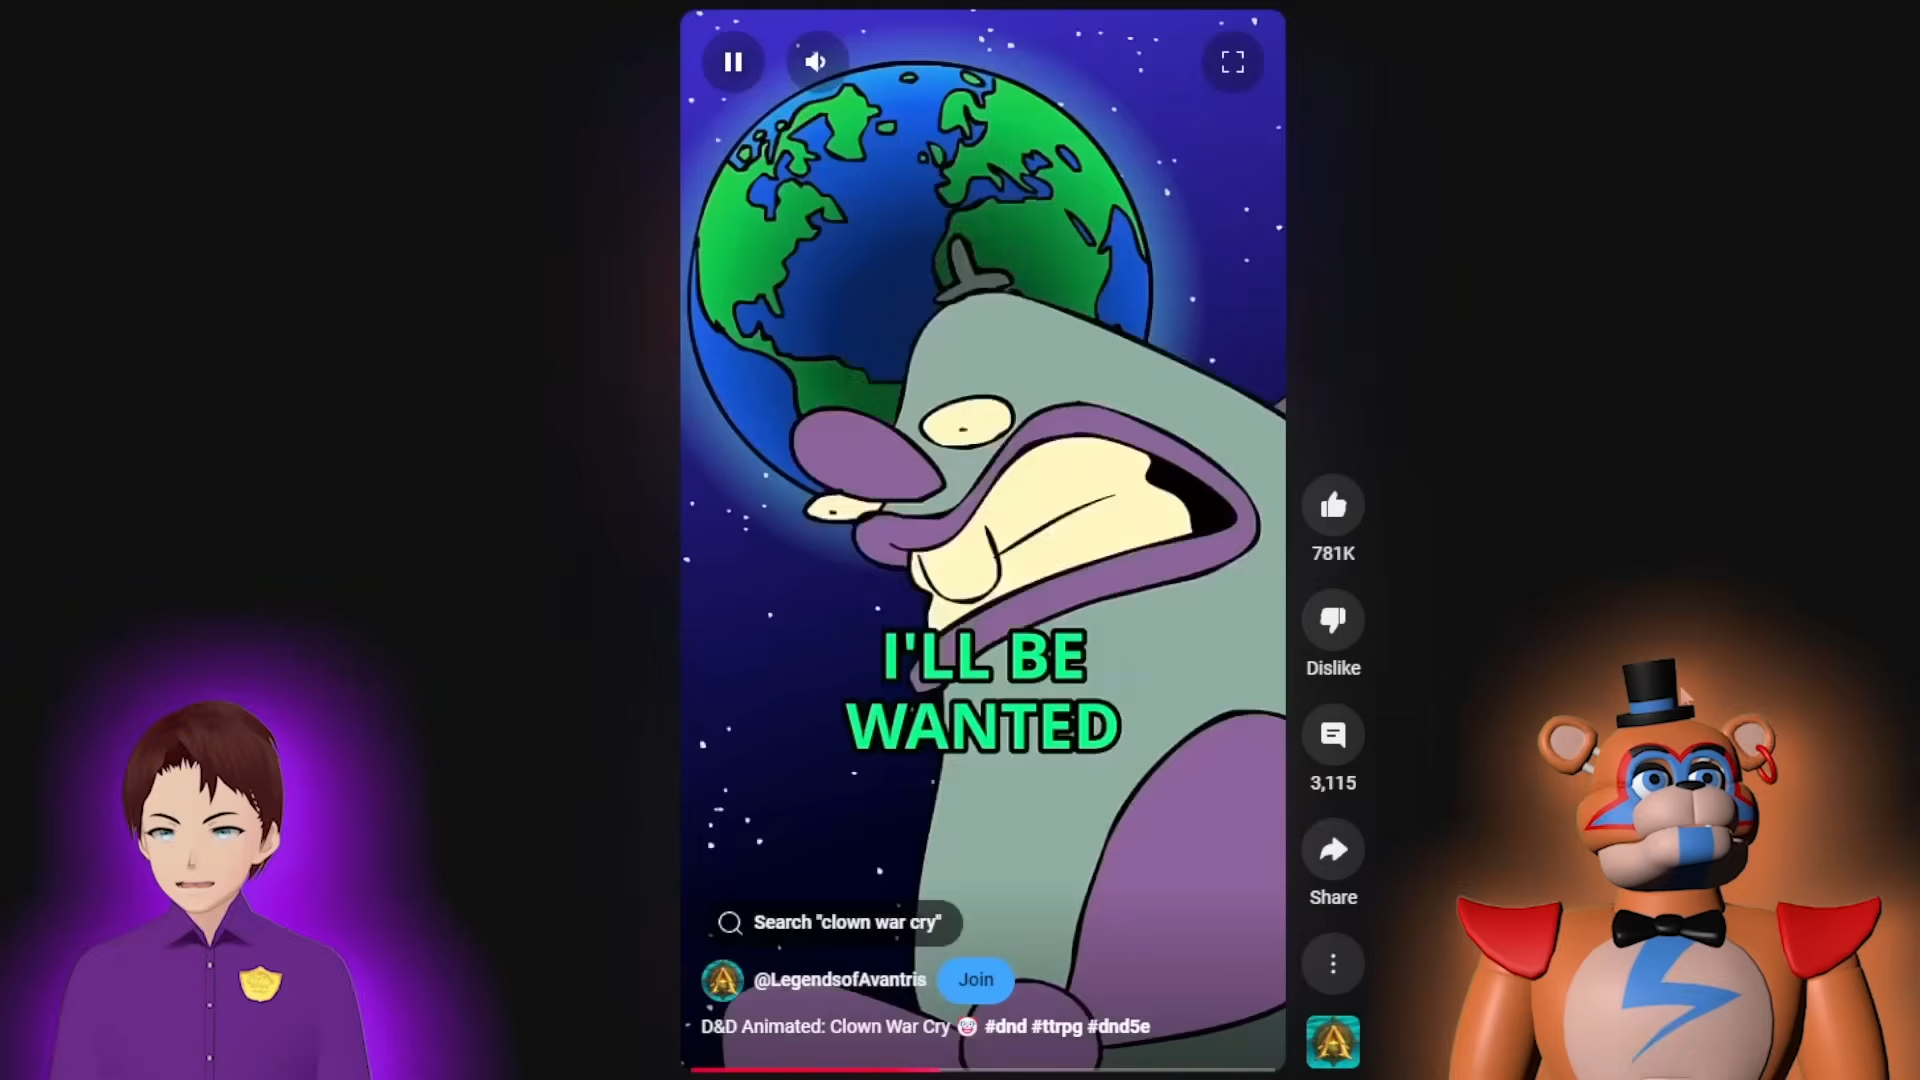 I'LL BE
WANTED
781K
Dislike
3,115
Share
Search "clown war cry"
@LegendsofAvantris
Join
D&D Animated: Clown War Cry 🤡 #dnd #ttrpg #dnd5e